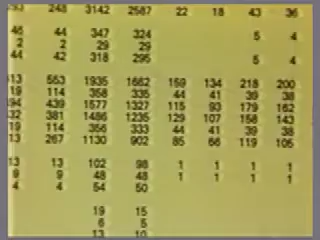 248 3142 2587 22 18 43 36
46 44 347 324 5 4
2 2 29 29
44 42 318 295 5 4
553 1935 1662 159 134 218 200
19 114 358 335 44 41 39 38
439 1577 1327 115 93 179 162
381 1486 1235 129 107 158 143
19 114 356 333 44 41 39 38
13 267 1130 902 85 66 119 105
13 13 102 98 1 1 1 1
9 9 48 48 1 1 1 1
4 4 54 50
19 15
6 5
13 10